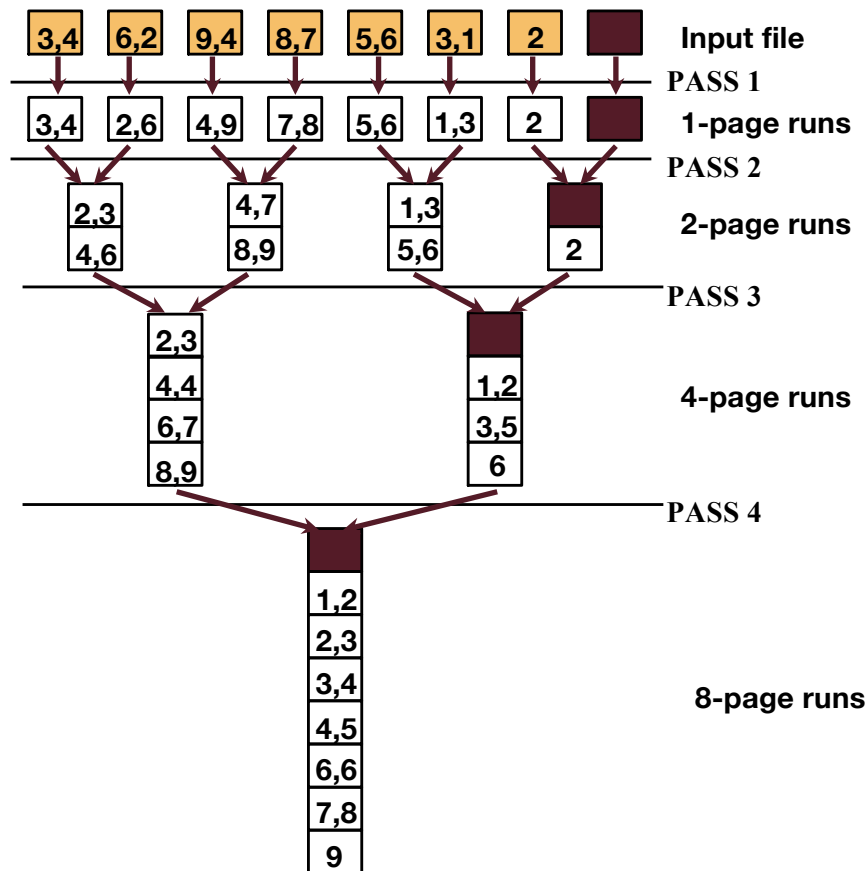 3,4 6,2 9,4 8,7 5,6 3,1 2 Input file
PASS 1
3,4 2,6 4,9 7,8 5,6 1,3 2 1-page runs
PASS 2
2,3 4,7 1,3
2-page runs
4,6 8,9 5,6 2
PASS 3
2,3
4,4 1,2
4-page runs
6,7 3,5
8,9 6
PASS 4
1,2
2,3
3,4
8-page runs
4,5
6,6
7,8
9